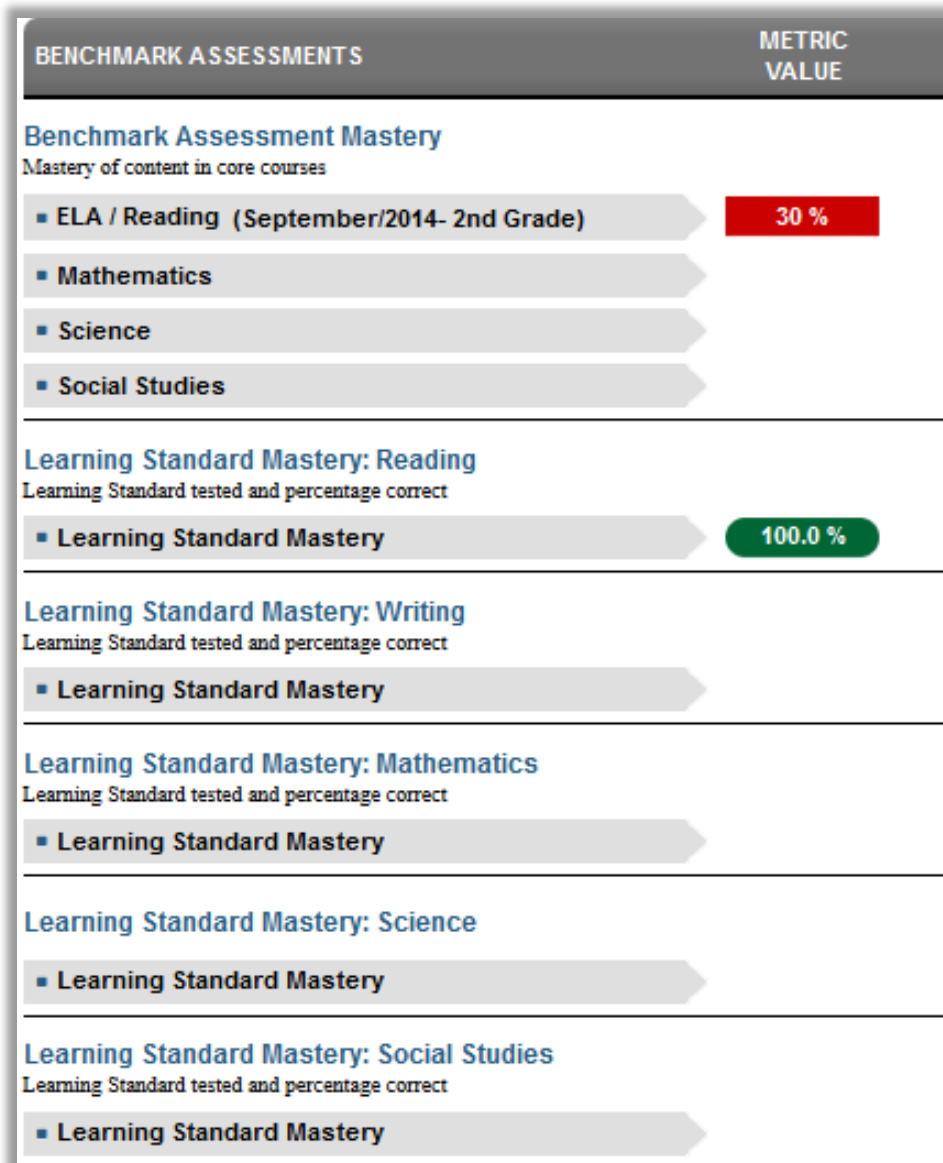 BENCHMARK ASSESSMENTS
METRIC
VALUE
Benchmark Assessment Mastery
Mastery of content in core courses
ELA / Reading (September/2014- 2nd Grade)
30 %
Mathematics
Science
Social Studies
Learning Standard Mastery: Reading
Learning Standard tested and percentage correct
Learning Standard Mastery
100.0 %
Learning Standard Mastery: Writing
Learning Standard tested and percentage correct
Learning Standard Mastery
Learning Standard Mastery: Mathematics
Learning Standard tested and percentage correct
Learning Standard Mastery
Learning Standard Mastery: Science
Learning Standard Mastery
Learning Standard Mastery: Social Studies
Learning Standard tested and percentage correct
Learning Standard Mastery